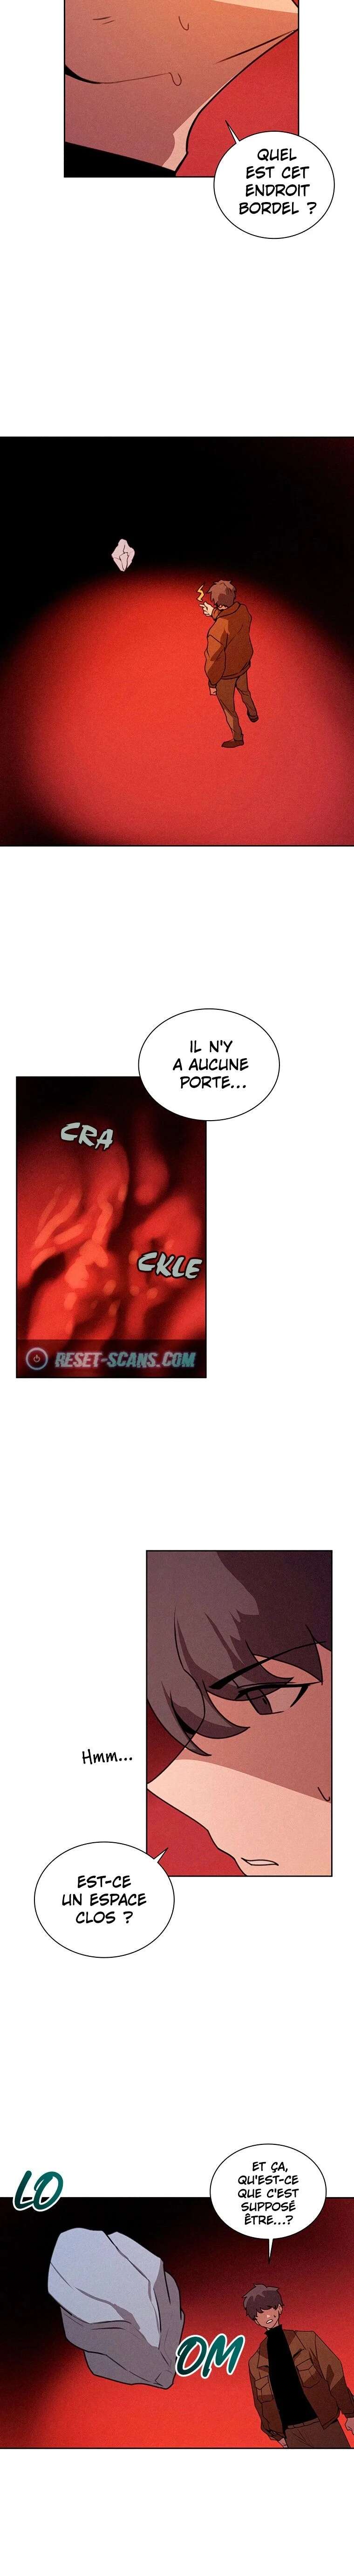 QUEL
EST CET
ENDROIT
BORDEL ?
IL N'Y
A AUCUNE
PORTE...
CRA
CKLE
RESET-SCANS.COM
Hmm...
EST-CE
UN ESPACE
CLOS ?
ET ÇA,
QU'EST-CE
QUE C'EST
SUPPOSÉ
ÊTRE...?
LO
OM